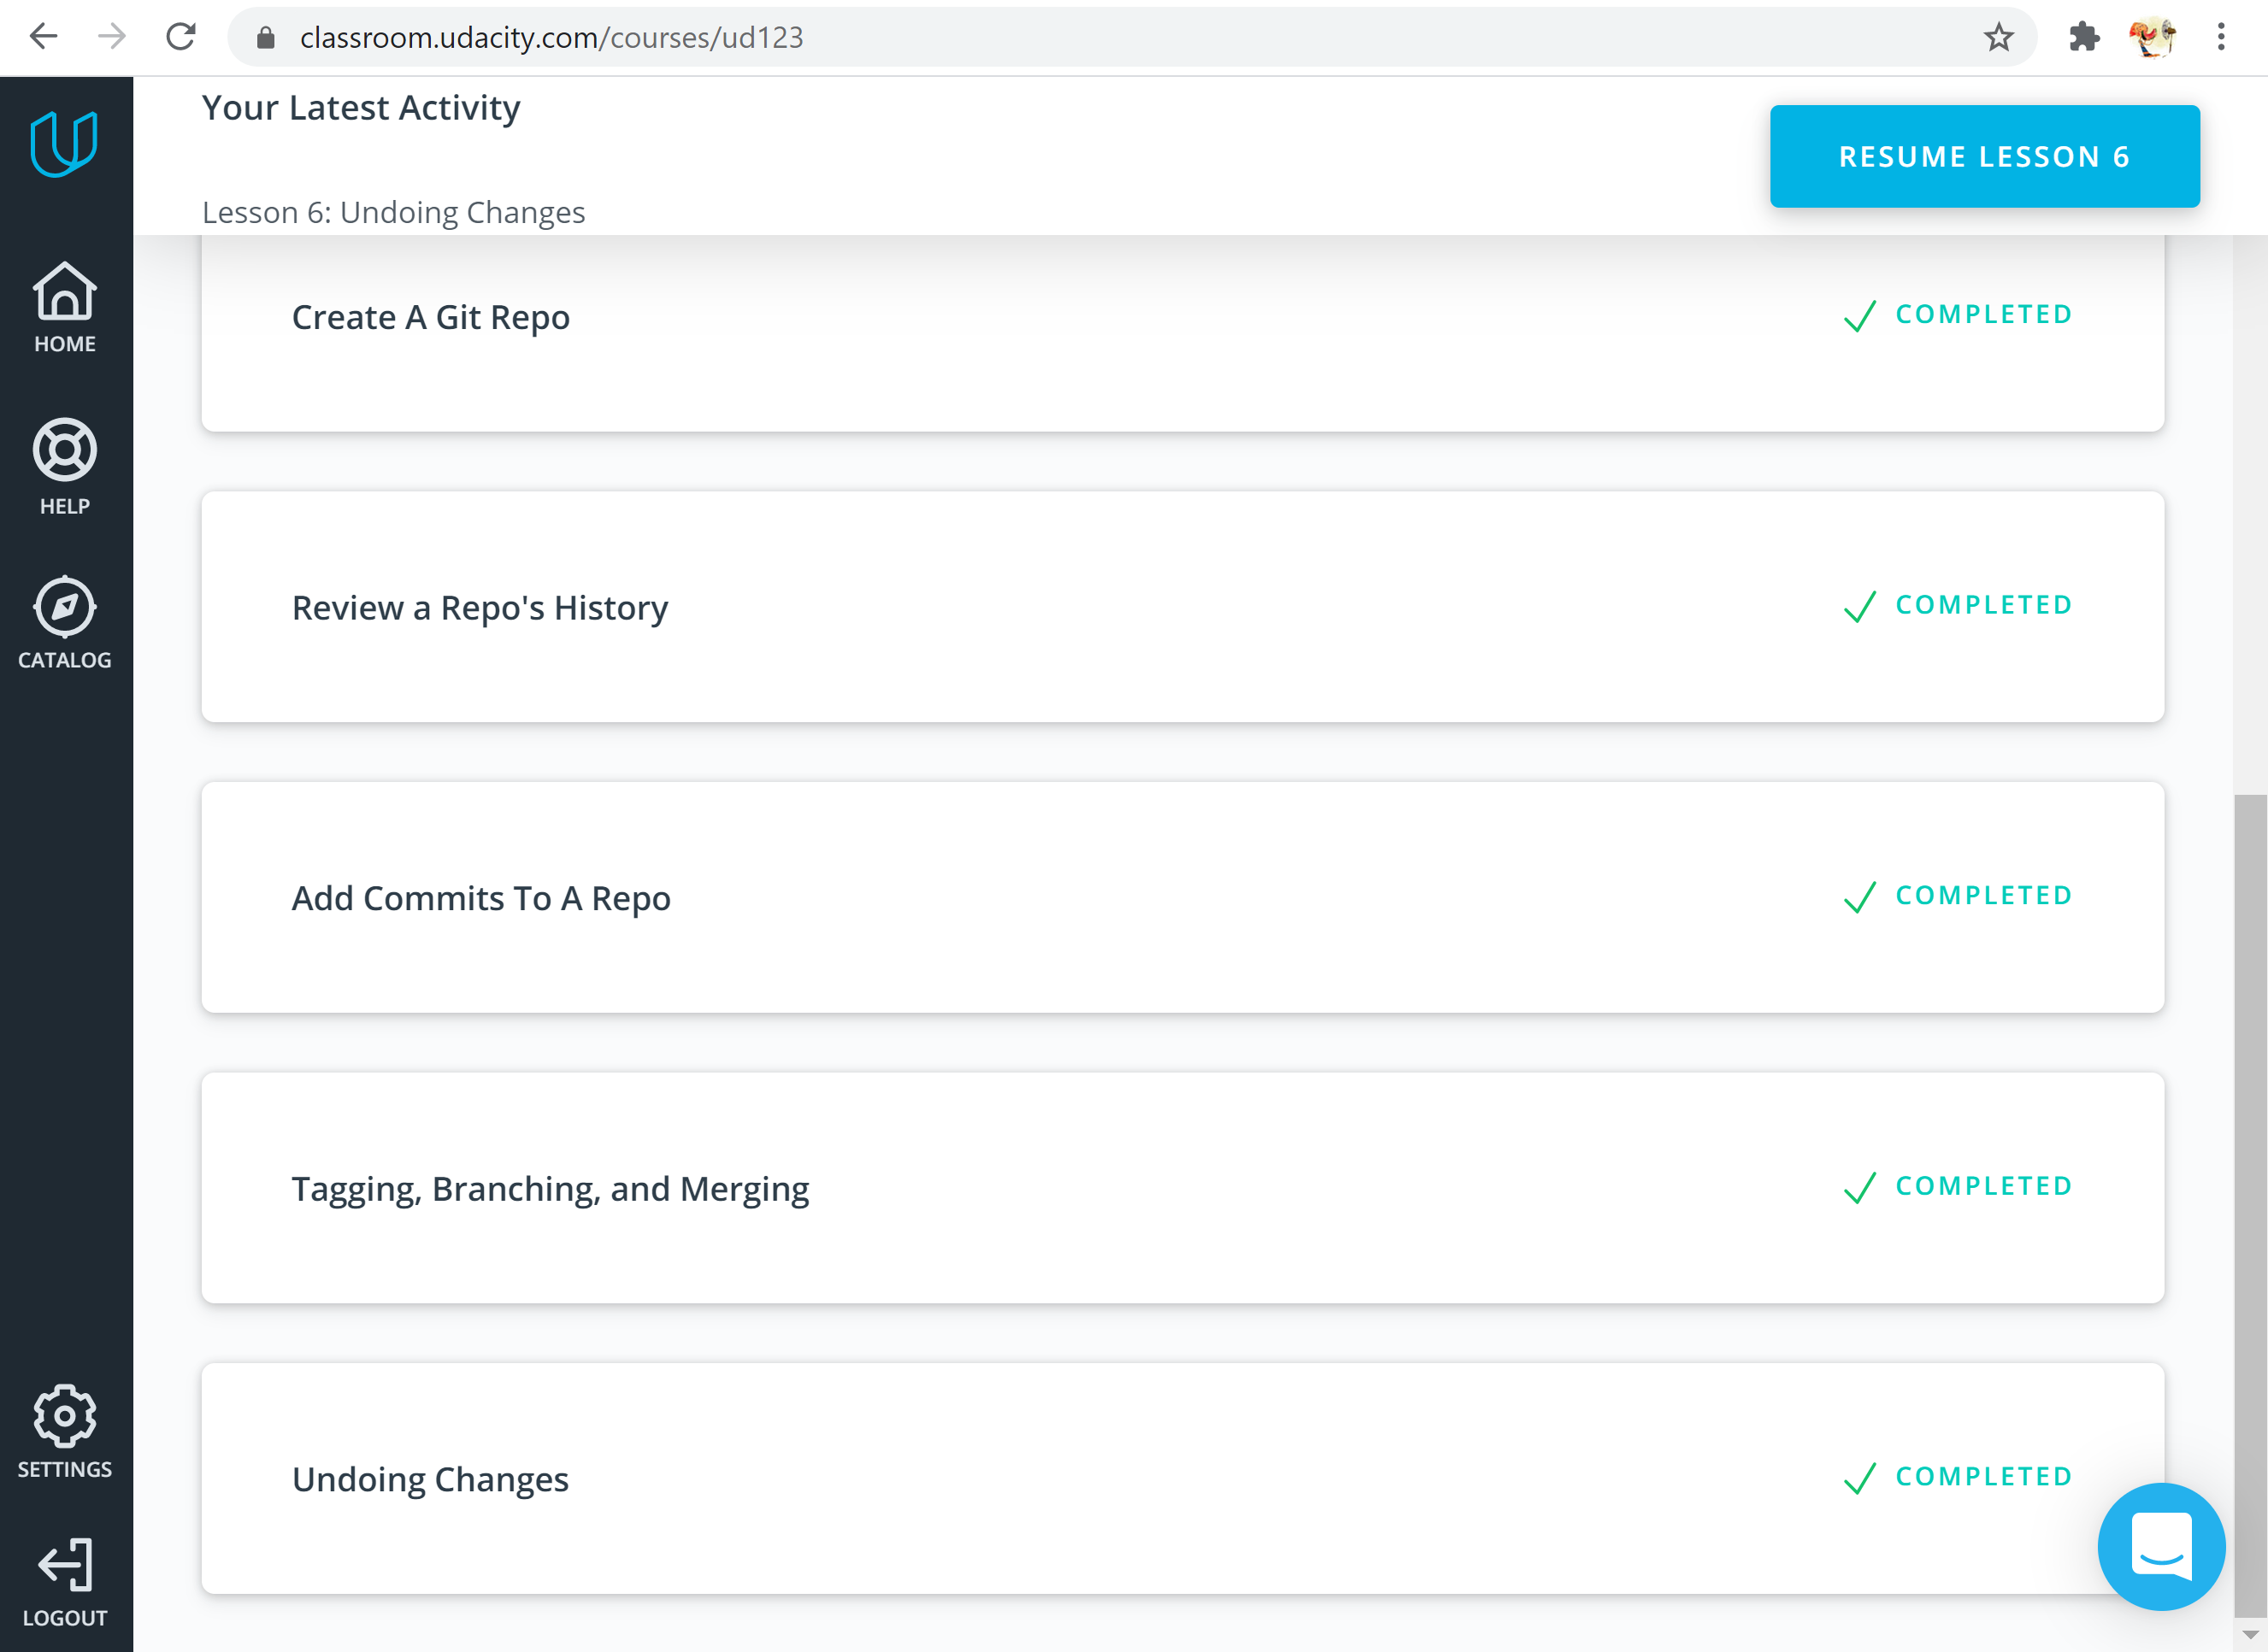 classroom.udacity.com/courses/ud123
Your Latest Activity
RESUME LESSON 6
Lesson 6: Undoing Changes
HOME
HELP
CATALOG
SETTINGS
LOGOUT
Create A Git Repo
COMPLETED
Review a Repo's History
COMPLETED
Add Commits To A Repo
COMPLETED
Tagging, Branching, and Merging
COMPLETED
Undoing Changes
COMPLETED